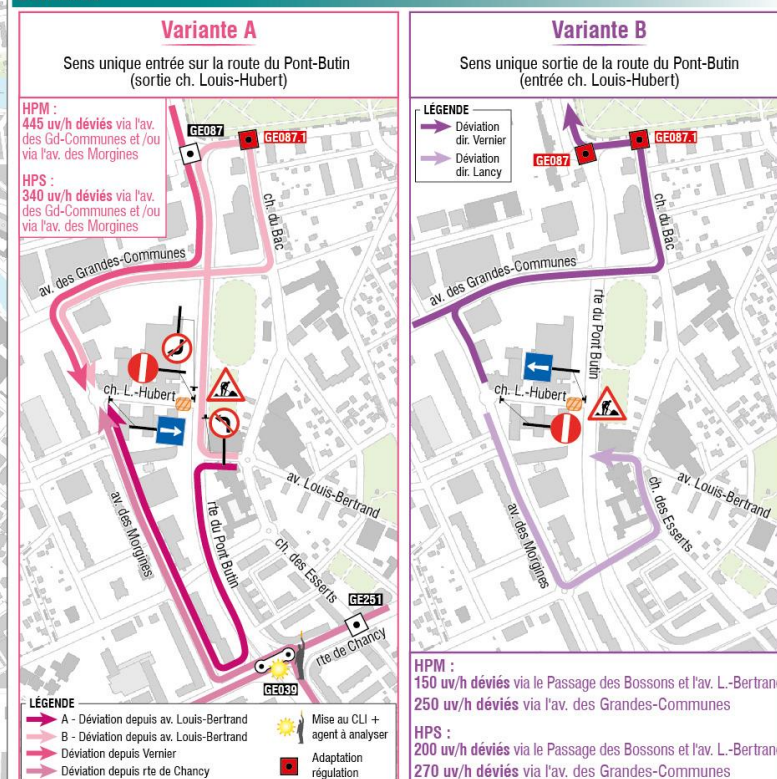 Variante A
Sens unique entrée sur la route du Pont-Butin
(sortie ch. Louis-Hubert)
HPM :
445 uv/h déviés via l'av.
des Gd-Communes et /ou
via l'av. des Morgines
HPS :
340 uv/h déviés via l'av.
des Gd-Communes et /ou
via l'av. des Morgines
GE087
GE087.1
ch. du Bac
av. des Grandes-Communes
ch. L.-Hubert
av. Louis-Bertrand
av. des Morgines
rte du Pont Butin
ch. des Esserts
GE251
rte de Chancy
GE039
LÉGENDE
A - Déviation depuis av. Louis-Bertrand
B - Déviation depuis av. Louis-Bertrand
Déviation depuis Vernier
Déviation depuis rte de Chancy
Mise au CLI +
agent à analyser
Adaptation
régulation
Variante B
Sens unique sortie de la route du Pont-Butin
(entrée ch. Louis-Hubert)
LÉGENDE
Déviation
dir. Vernier
Déviation
dir. Lancy
GE087
GE087.1
ch. du Bac
av. des Grandes-Communes
rte du Pont Butin
ch. L.-Hubert
av. Louis-Bertrand
ch. des Esserts
av. des Morgines
HPM :
150 uv/h déviés via le Passage des Bossons et l'av. L.-Bertrand
250 uv/h déviés via l'av. des Grandes-Communes
HPS :
200 uv/h déviés via le Passage des Bossons et l'av. L.-Bertrand
270 uv/h déviés via l'av. des Grandes-Communes